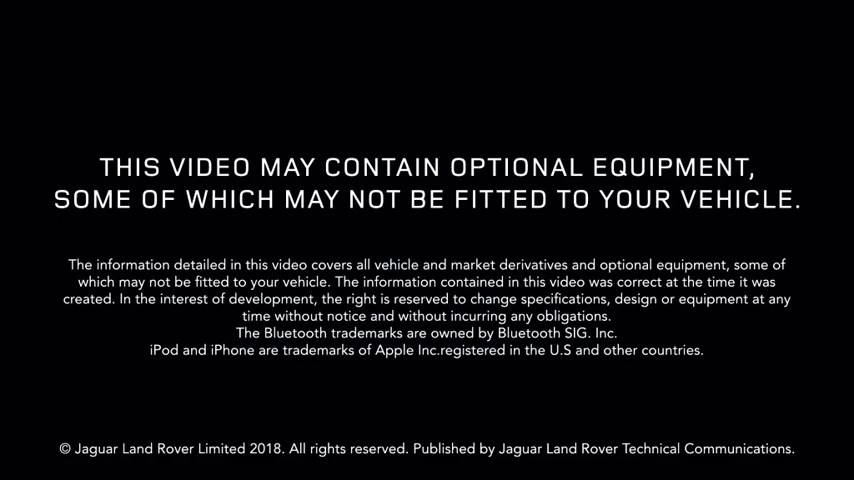 THIS VIDEO MAY CONTAIN OPTIONAL EQUIPMENT,
SOME OF WHICH MAY NOT BE FITTED TO YOUR VEHICLE.
The information detailed in this video covers all vehicle and market derivatives and optional equipment, some of
which may not be fitted to your vehicle. The information contained in this video was correct at the time it was
created. In the interest of development, the right is reserved to change specifications, design or equipment at any
time without notice and without incurring any obligations.
The Bluetooth trademarks are owned by Bluetooth SIG. Inc.
iPod and iPhone are trademarks of Apple Inc.registered in the U.S and other countries.
© Jaguar Land Rover Limited 2018. All rights reserved. Published by Jaguar Land Rover Technical Communications.